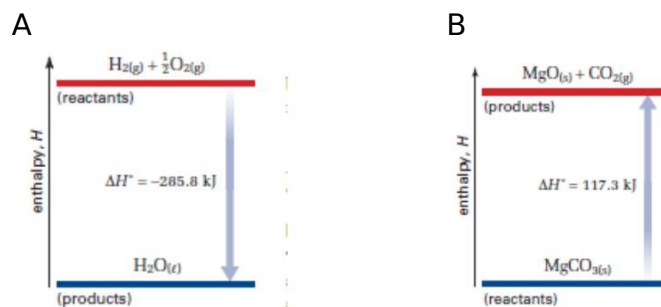 A
H₂(g) + ½O₂(g)
(reactants)
enthalpy, H
ΔH° = −285.8 kJ
H₂O(ℓ)
(products)
B
MgO(s) + CO₂(g)
(products)
enthalpy, H
ΔH° = 117.3 kJ
MgCO₃(s)
(reactants)